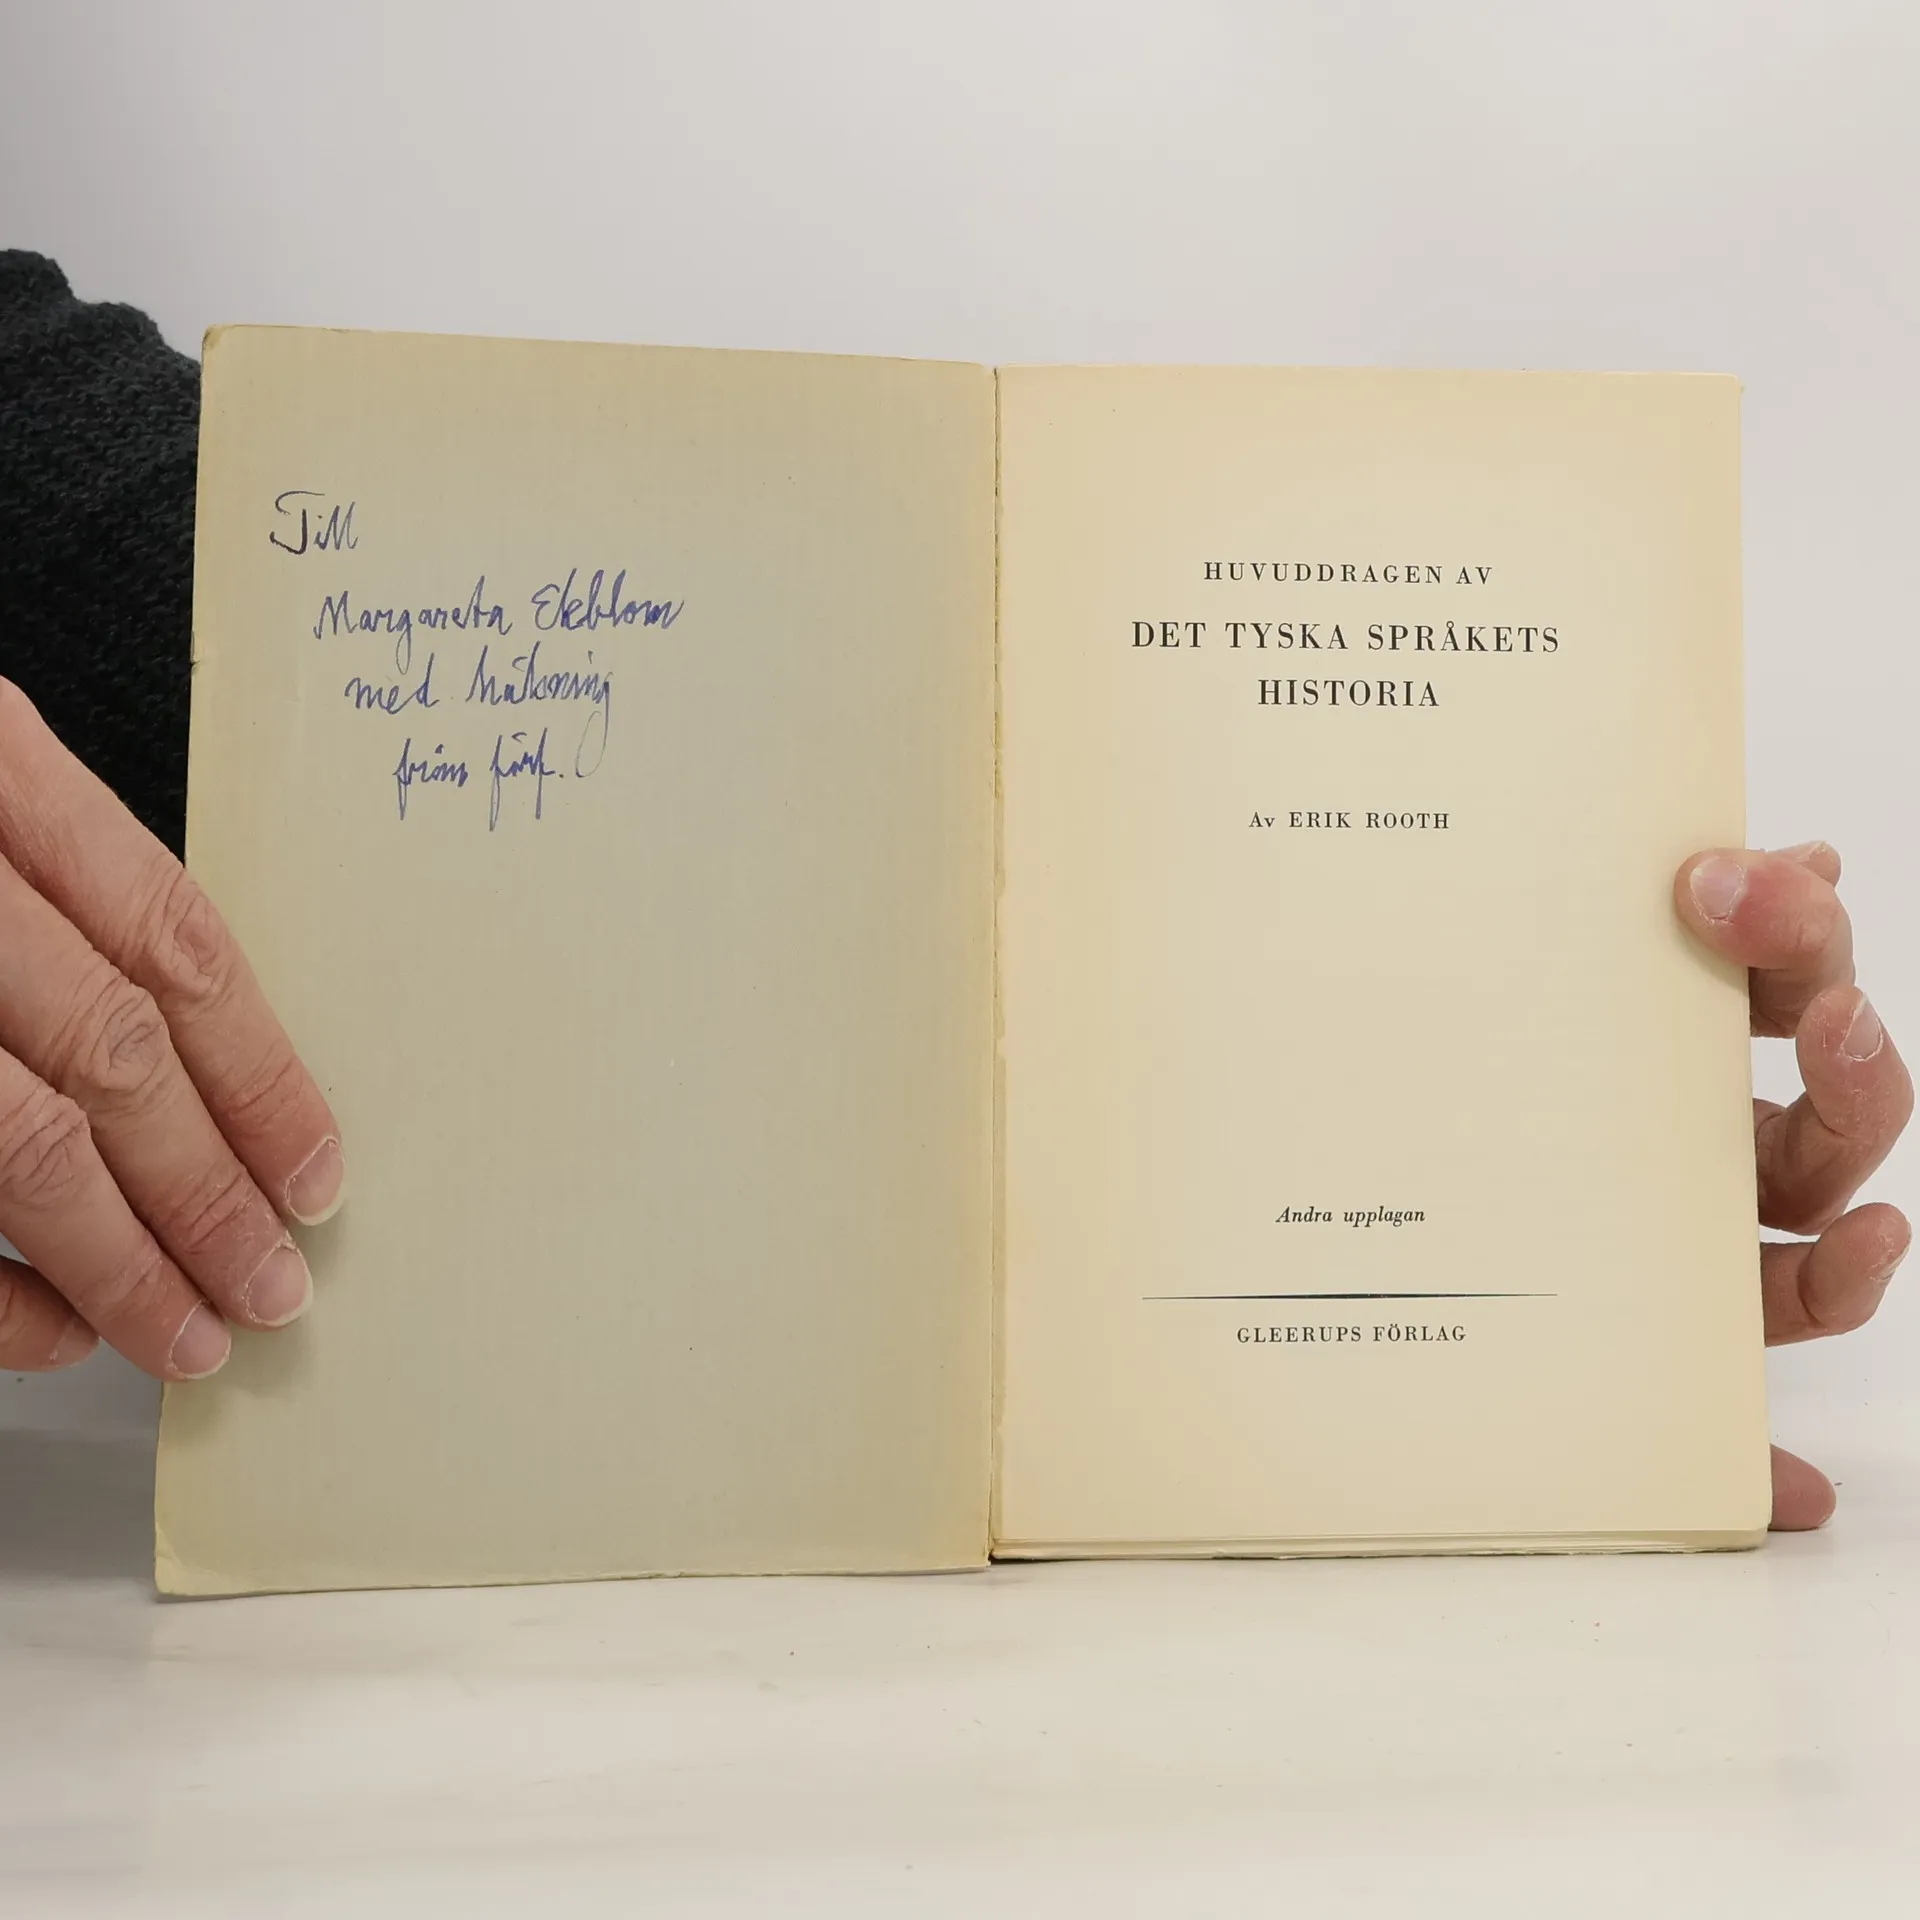 Till
Margareta Ekblom
med hälsning
från förf.
HUVUDDRAGEN AV
DET TYSKA SPRÅKETS
HISTORIA
Av ERIK ROOTH
Andra upplagan
GLEERUPS FÖRLAG